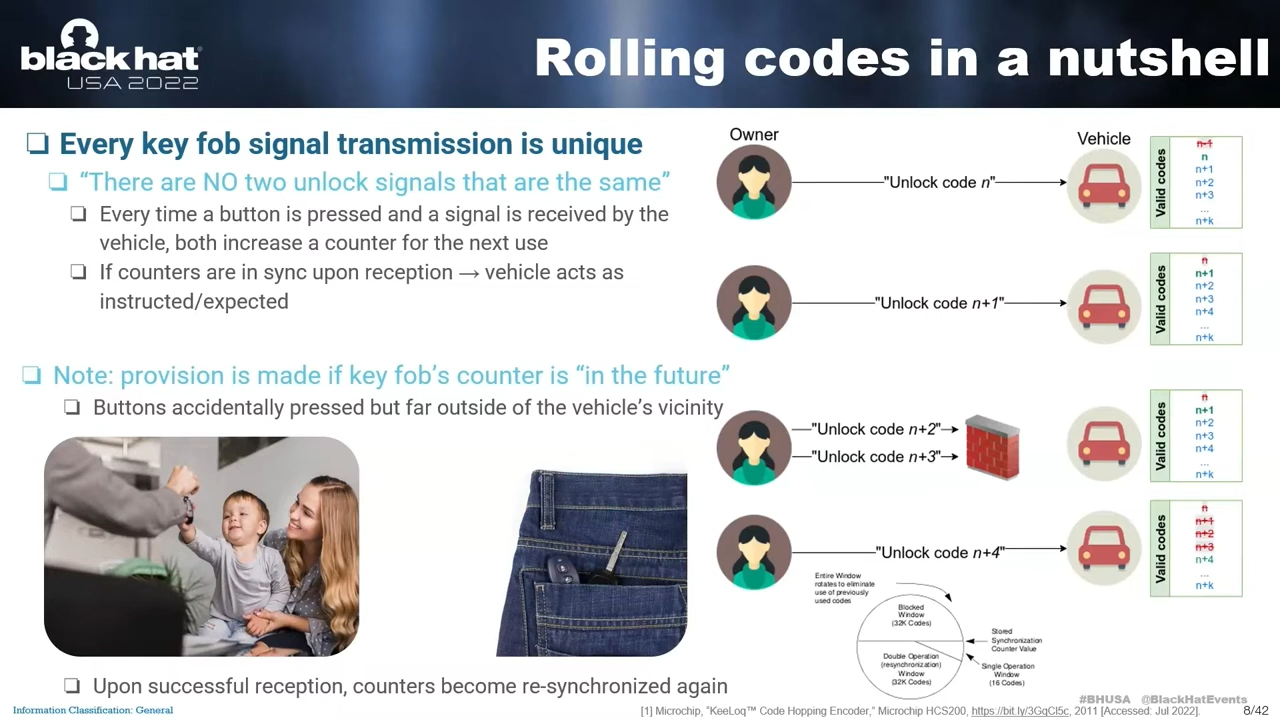 black hat
USA 2022
Rolling codes in a nutshell
Every key fob signal transmission is unique
“There are NO two unlock signals that are the same”
Every time a button is pressed and a signal is received by the
vehicle, both increase a counter for the next use
If counters are in sync upon reception → vehicle acts as
instructed/expected
Note: provision is made if key fob’s counter is “in the future”
Buttons accidentally pressed but far outside of the vehicle’s vicinity
Upon successful reception, counters become re-synchronized again
Owner
Vehicle
"Unlock code n"
Valid codes
n-1
n
n+1
n+2
n+3
...
n+k
"Unlock code n+1"
Valid codes
n
n+1
n+2
n+3
n+4
...
n+k
"Unlock code n+2"
"Unlock code n+3"
Valid codes
n
n+1
n+2
n+3
n+4
...
n+k
"Unlock code n+4"
Valid codes
n
n+1
n+2
n+3
n+4
...
n+k
Entire Window
rotates to eliminate
use of previously
used codes
Blocked
Window
(32K Codes)
Stored
Synchronization
Counter Value
Double Operation
(resynchronization)
Window
(32K Codes)
Single Operation
Window
(16 Codes)
#BHUSA @BlackHatEvents
Information Classification: General
[1] Microchip, “KeeLoq™ Code Hopping Encoder,” Microchip HCS200, https://bit.ly/3GqCl5c, 2011 [Accessed: Jul 2022].
8/42